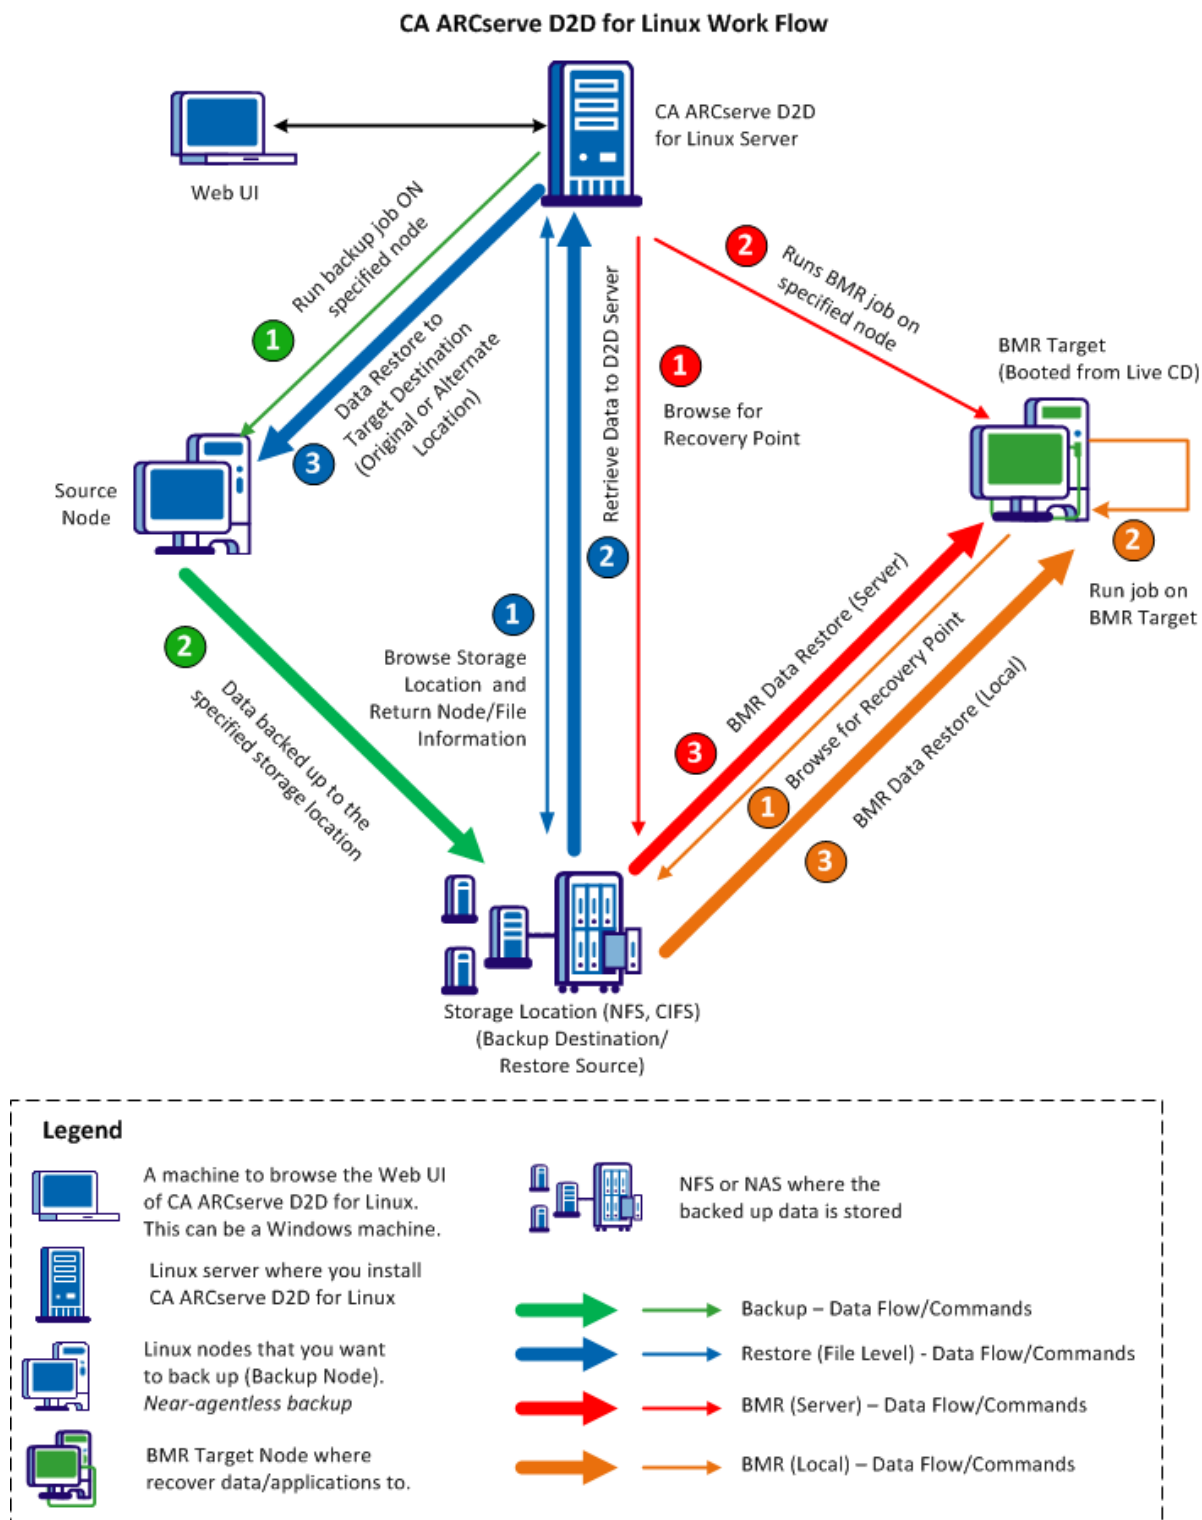 CA ARCserve D2D for Linux Work Flow
CA ARCserve D2D
for Linux Server
Web UI
Run backup job ON
specified node
1
Data Restore to
Target Destination
(Original or Alternate
Location)
3
Retrieve Data to D2D Server
2
1
Browse for
Recovery Point
2
Runs BMR job on
specified node
BMR Target
(Booted from Live CD)
Source
Node
2
Run job on
BMR Target
1
Browse Storage
Location and
Return Node/File
Information
2
Data backed up to the
specified storage location
BMR Data Restore (Server)
3
Browse for Recovery Point
1
BMR Data Restore (Local)
3
Storage Location (NFS, CIFS)
(Backup Destination/
Restore Source)
Legend
A machine to browse the Web UI
of CA ARCserve D2D for Linux.
This can be a Windows machine.
NFS or NAS where the
backed up data is stored
Linux server where you install
CA ARCserve D2D for Linux
Linux nodes that you want
to back up (Backup Node).
Near-agentless backup
BMR Target Node where
recover data/applications to.
Backup – Data Flow/Commands
Restore (File Level) - Data Flow/Commands
BMR (Server) – Data Flow/Commands
BMR (Local) – Data Flow/Commands